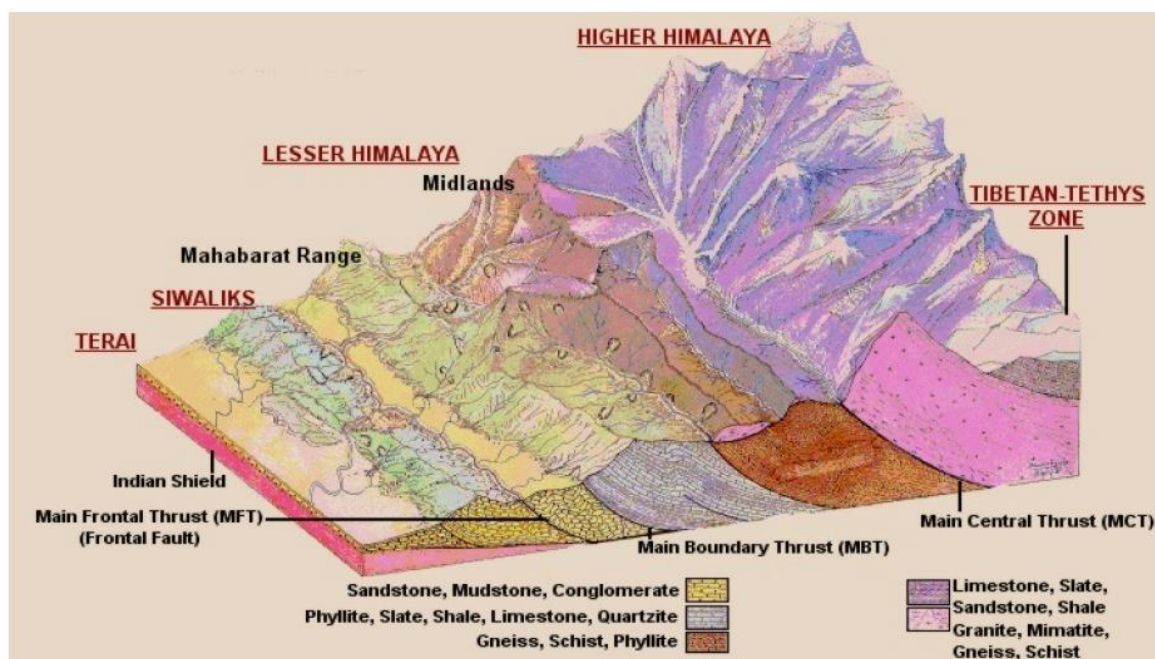 HIGHER HIMALAYA
LESSER HIMALAYA
Midlands
TIBETAN-TETHYS
ZONE
Mahabarat Range
SIWALIKS
TERAI
Indian Shield
Main Frontal Thrust (MFT)
(Frontal Fault)
Main Boundary Thrust (MBT)
Main Central Thrust (MCT)
Sandstone, Mudstone, Conglomerate
Phyllite, Slate, Shale, Limestone, Quartzite
Gneiss, Schist, Phyllite
Limestone, Slate,
Sandstone, Shale
Granite, Mimatite,
Gneiss, Schist